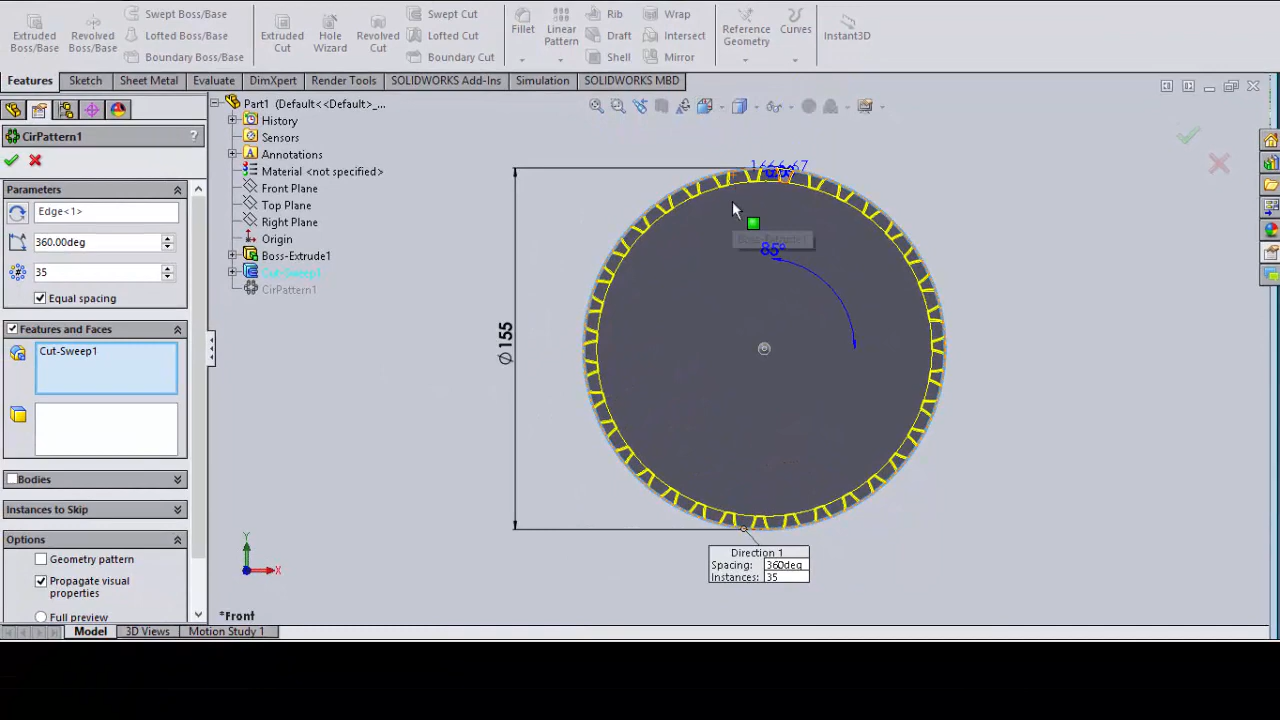 Extruded Boss/Base
Revolved Boss/Base
Swept Boss/Base
Lofted Boss/Base
Boundary Boss/Base
Extruded Cut
Hole Wizard
Revolved Cut
Swept Cut
Lofted Cut
Boundary Cut
Fillet
Linear Pattern
Rib
Draft
Shell
Wrap
Intersect
Mirror
Reference Geometry
Curves
Instant3D
Features
Sketch
Sheet Metal
Evaluate
DimXpert
Render Tools
SOLIDWORKS Add-Ins
Simulation
SOLIDWORKS MBD
CirPattern1
?
Parameters
Edge<1>
360.00deg
35
Equal spacing
Features and Faces
Cut-Sweep1
Bodies
Instances to Skip
Options
Geometry pattern
Propagate visual properties
Full preview
Part1 (Default<<Default>_...
History
Sensors
Annotations
Material <not specified>
Front Plane
Top Plane
Right Plane
Origin
Boss-Extrude1
Cut-Sweep1
CirPattern1
Boss-Extrude1
85°
Ø155
Direction 1
Spacing: 360deg
Instances: 35
Y
X
*Front
Model
3D Views
Motion Study 1